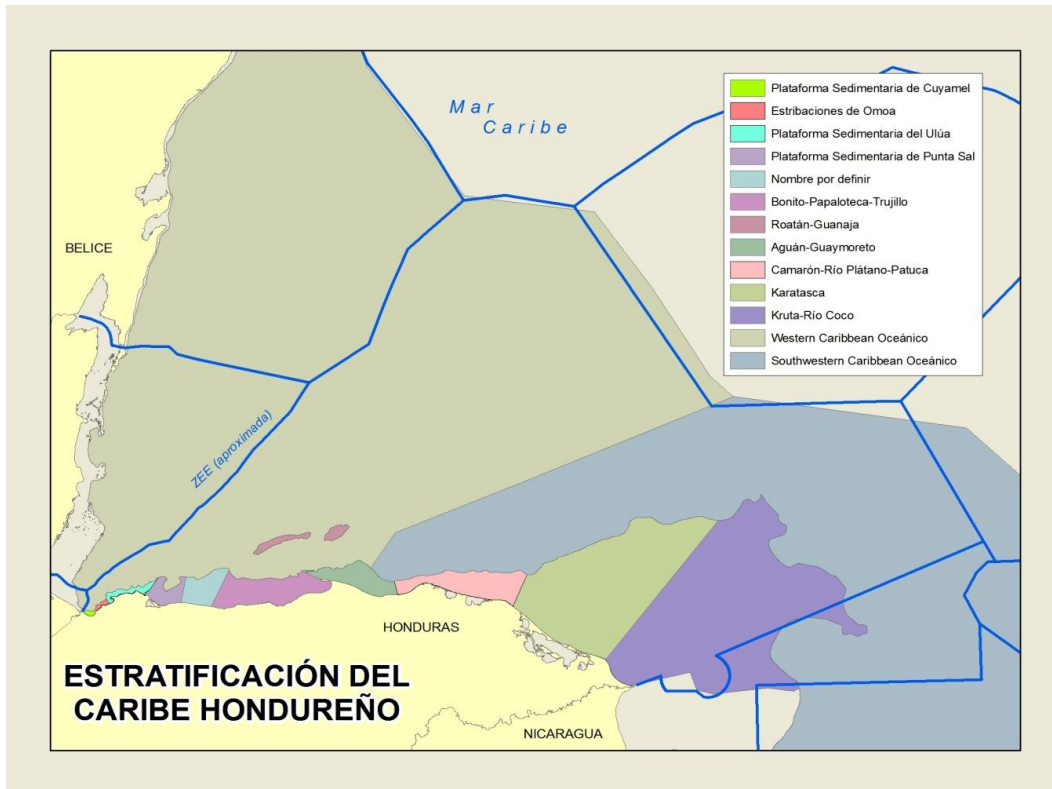 Mar
Caribe
Plataforma Sedimentaria de Cuyamel
Estribaciones de Omoa
Plataforma Sedimentaria del Ulúa
Plataforma Sedimentaria de Punta Sal
Nombre por definir
Bonito-Papaloteca-Trujillo
Roatán-Guanaja
Aguán-Guaymoreto
Camarón-Río Plátano-Patuca
Karatasca
Kruta-Río Coco
Western Caribbean Oceánico
Southwestern Caribbean Oceánico
BELICE
ZEE (aproximada)
HONDURAS
ESTRATIFICACIÓN DEL
CARIBE HONDUREÑO
NICARAGUA